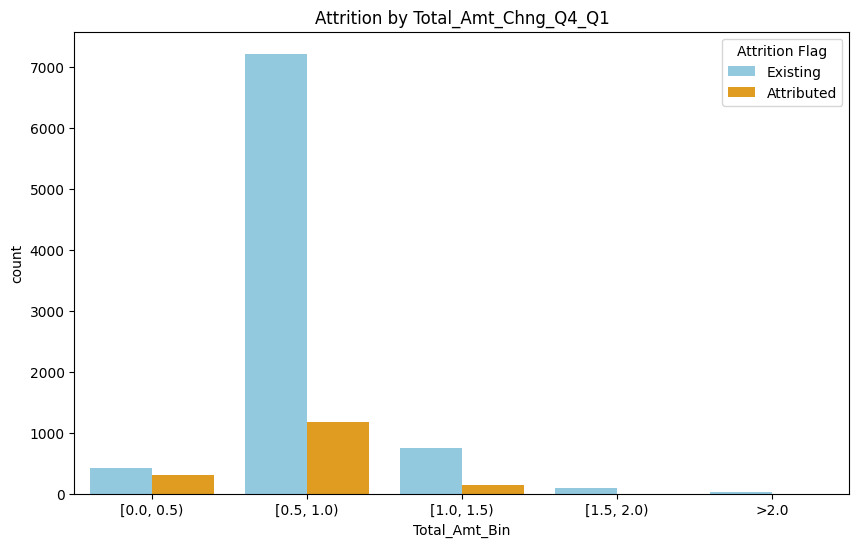 Attrition by Total_Amt_Chng_Q4_Q1
Attrition Flag
Existing
Attributed
7000
6000
5000
4000
3000
2000
1000
0
count
[0.0, 0.5)
[0.5, 1.0)
[1.0, 1.5)
[1.5, 2.0)
>2.0
Total_Amt_Bin